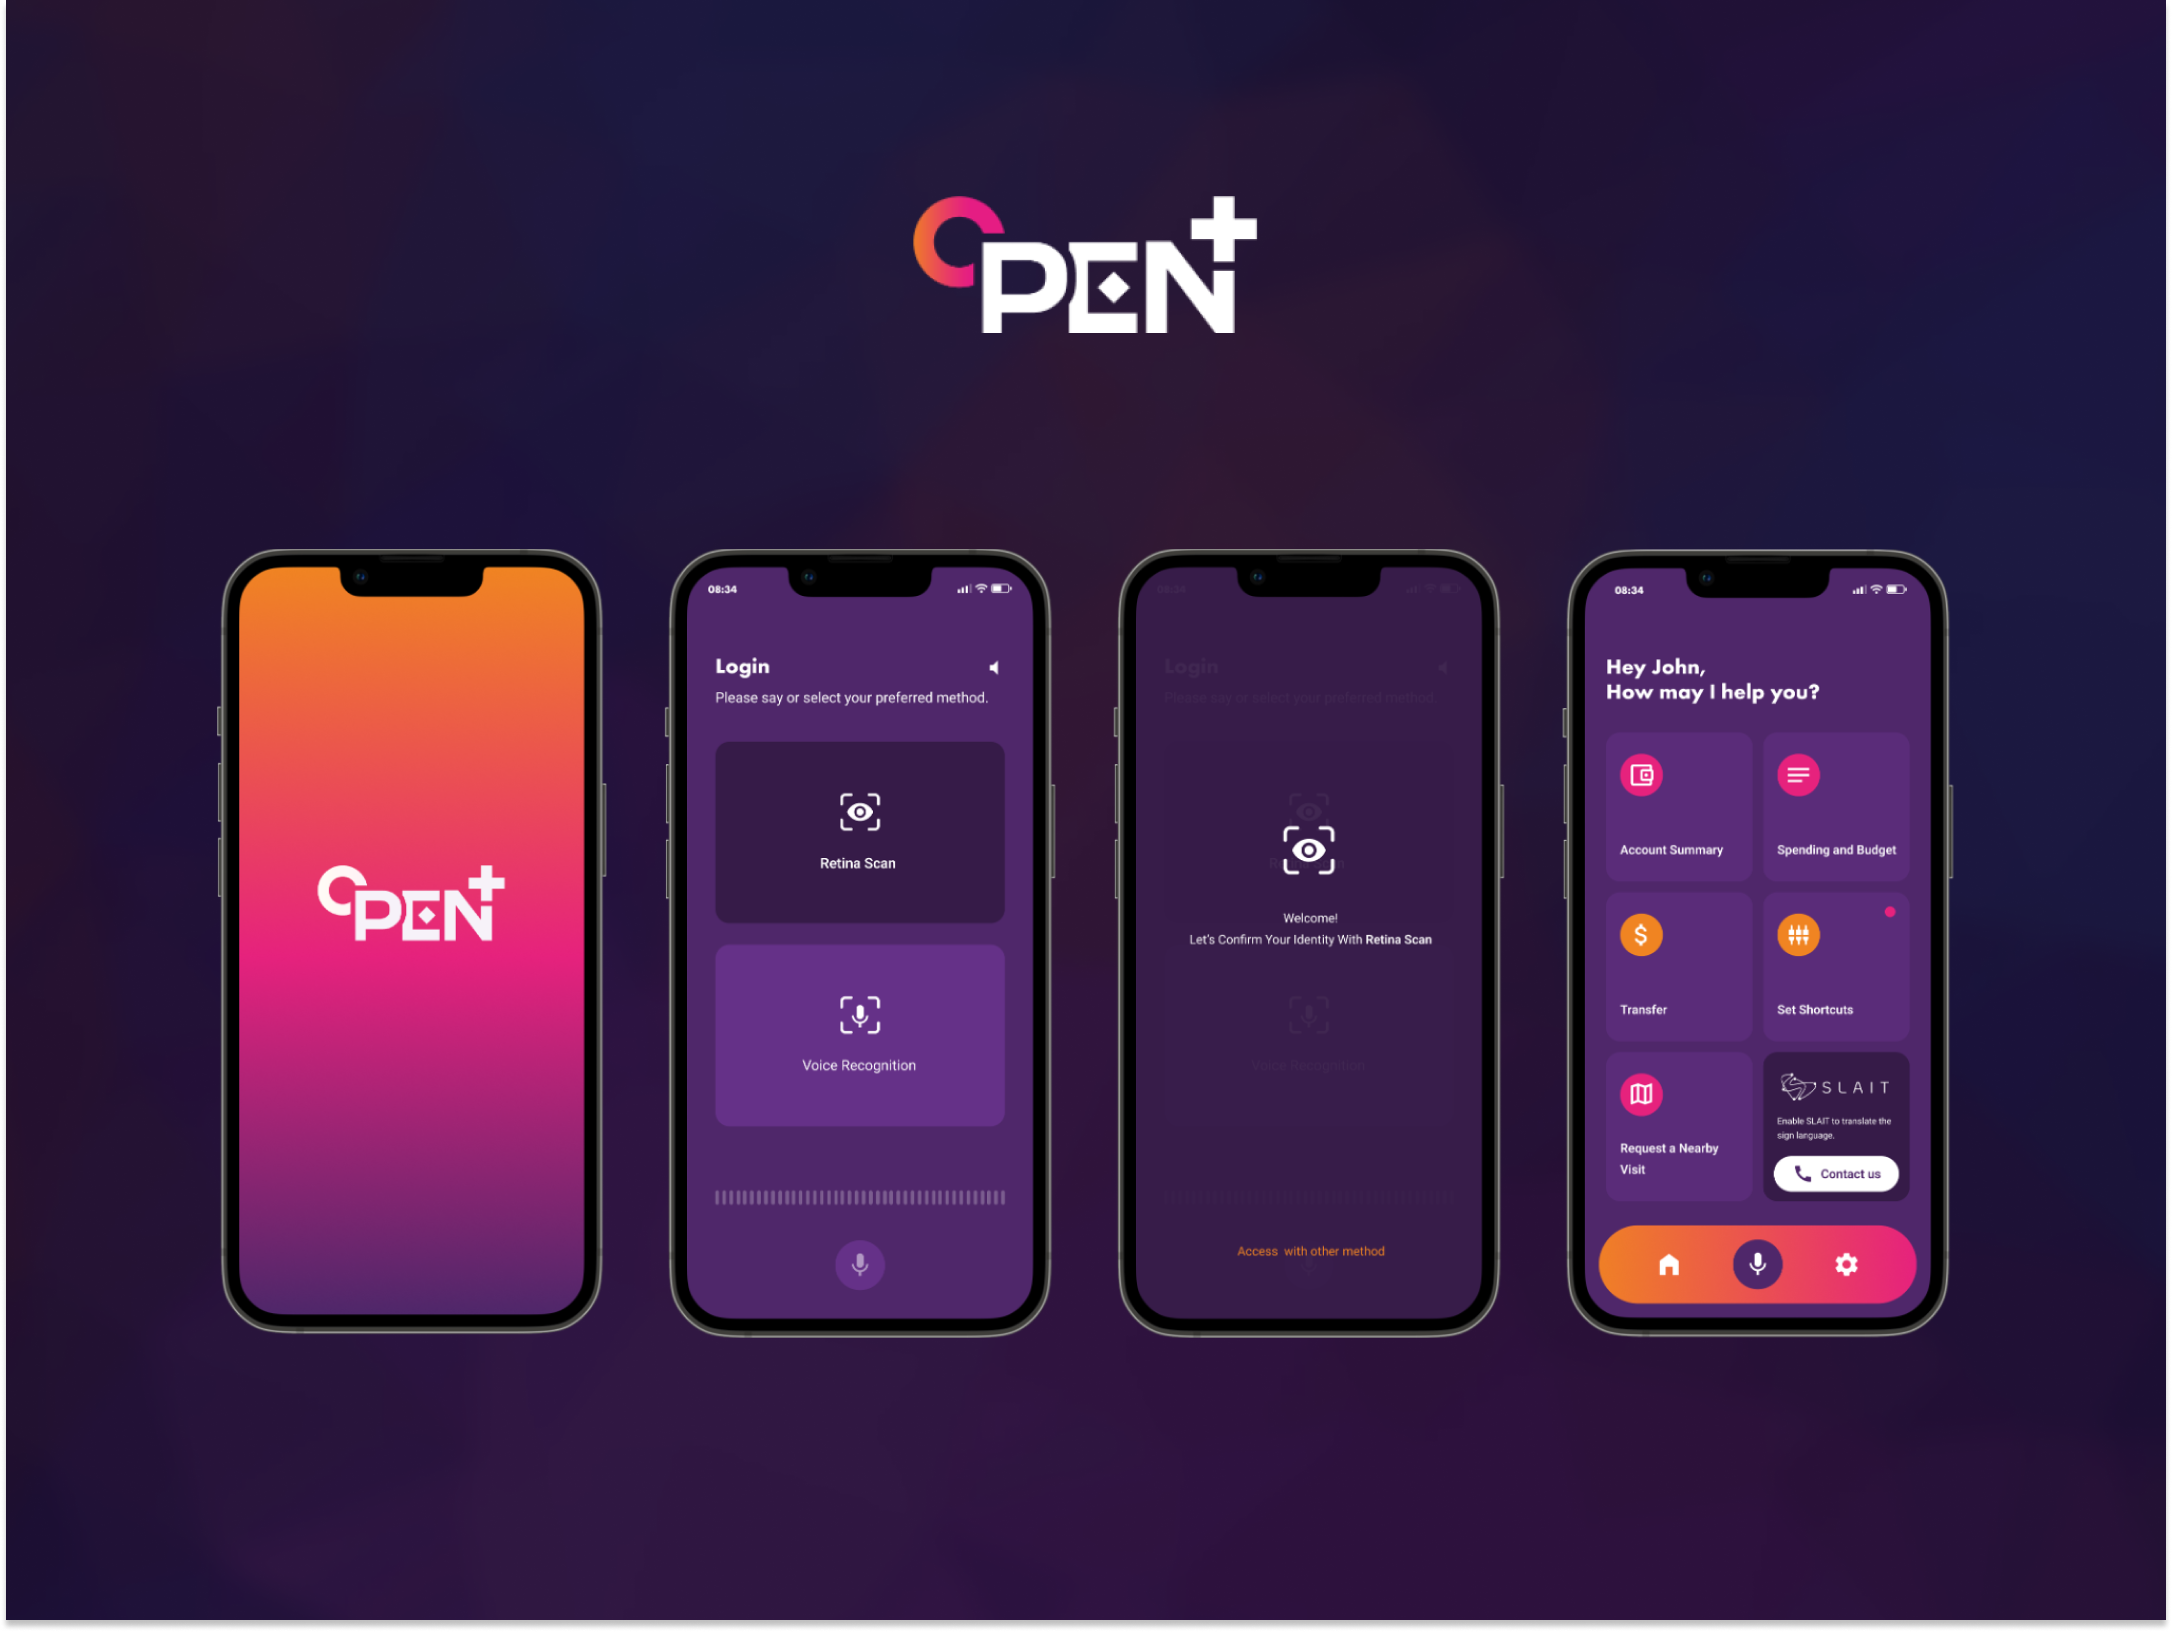 OPEN+
OPEN+
08:34
Login
Please say or select your preferred method.
Retina Scan
Voice Recognition
08:34
Login
Please say or select your preferred method.
Welcome!
Let's Confirm Your Identity With Retina Scan
Voice Recognition
Access with other method
08:34
Hey John,
How may I help you?
Account Summary
Spending and Budget
Transfer
Set Shortcuts
Request a Nearby
Visit
SLAIT
Enable SLAIT to translate the
sign language.
Contact us